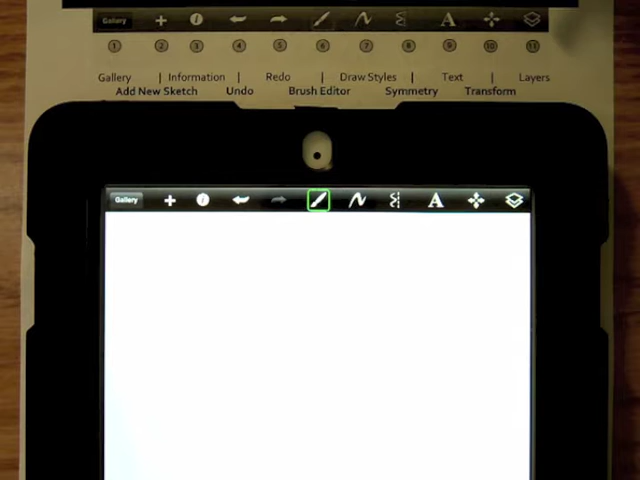 Gallery A
1 2 3 4 5 6 7 8 9 10 11
Gallery | Information | Redo | Draw Styles | Text | Layers
Add New Sketch Undo Brush Editor Symmetry Transform
Gallery A